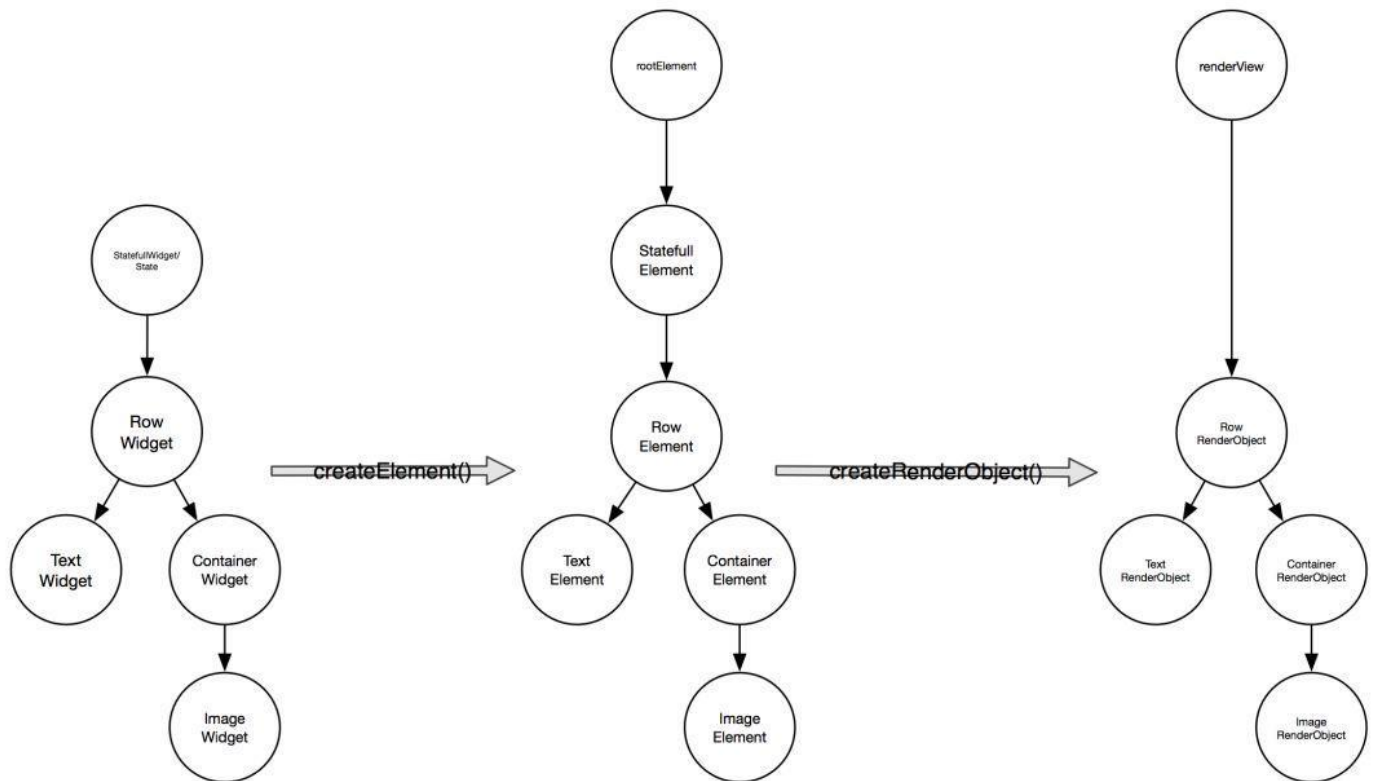 rootElement
renderView
StatefullWidget/
State
Statefull
Element
Row
Widget
Row
Element
Row
RenderObject
createElement()
createRenderObject()
Text
Widget
Container
Widget
Text
Element
Container
Element
Text
RenderObject
Container
RenderObject
Image
Widget
Image
Element
Image
RenderObject